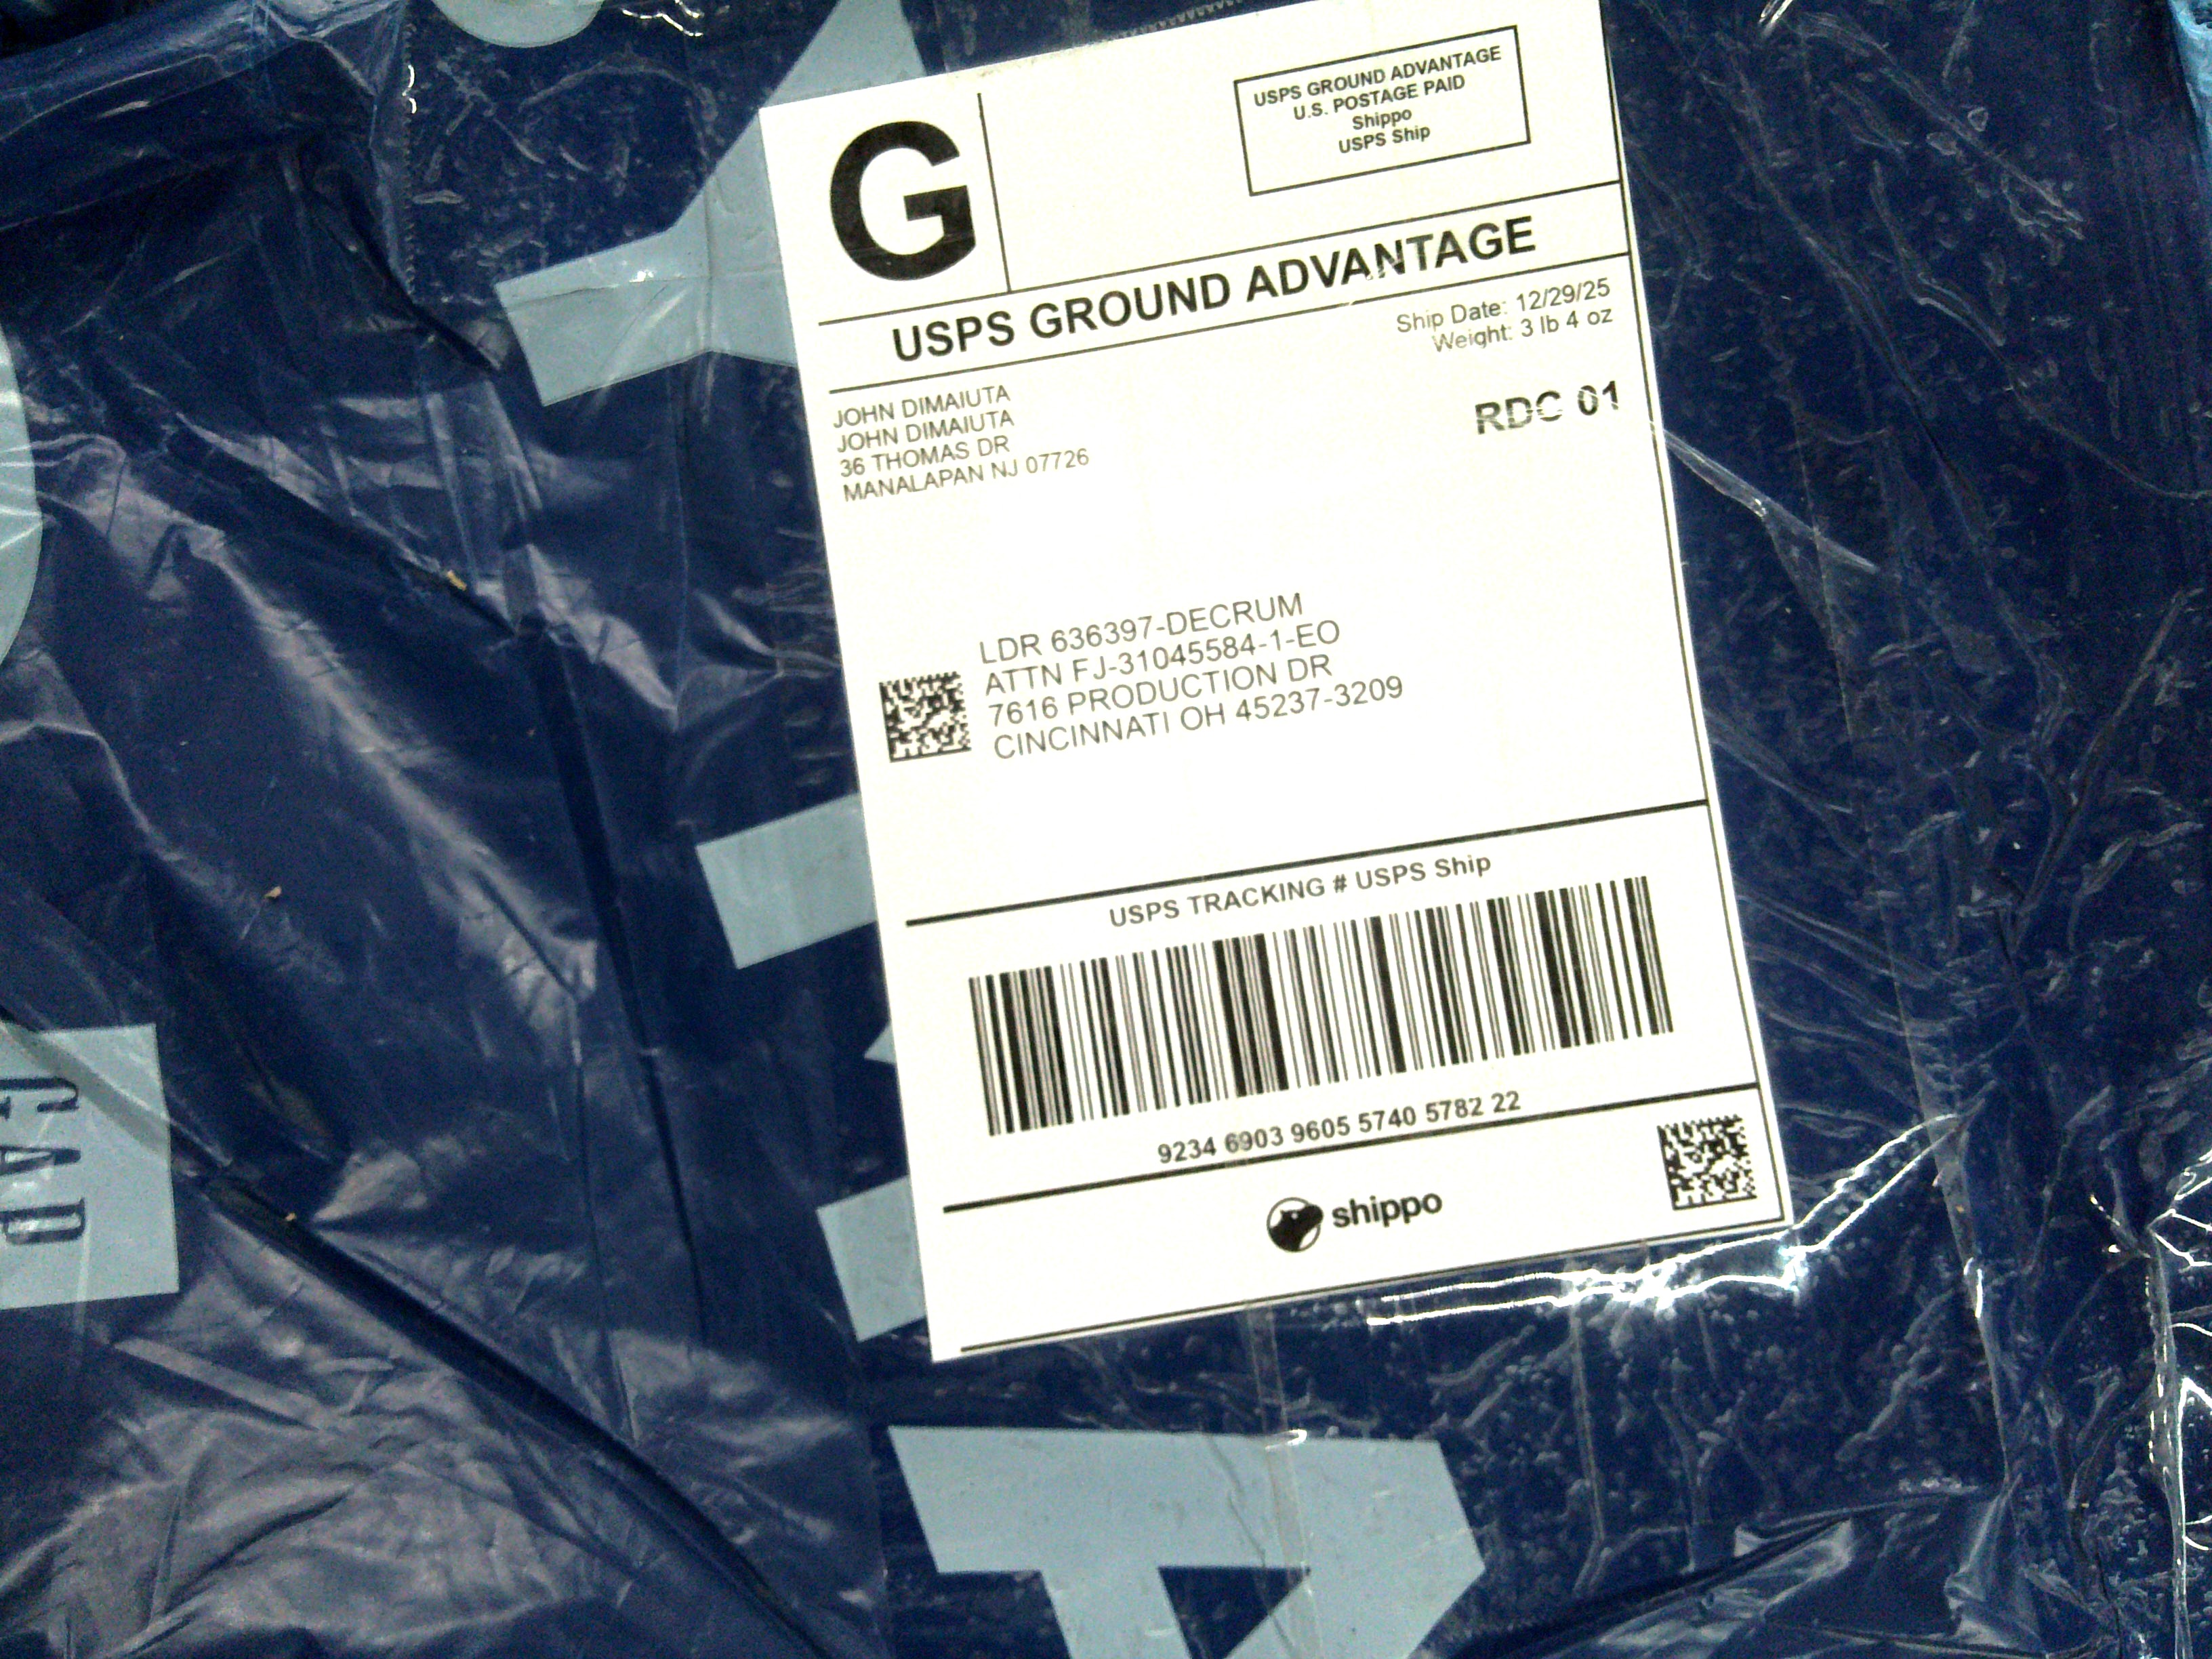 G
USPS GROUND ADVANTAGE
U.S. POSTAGE PAID
Shippo
USPS Ship
USPS GROUND ADVANTAGE
Ship Date: 12/29/25
Weight: 3 lb 4 oz
JOHN DIMAIUTA
JOHN DIMAIUTA
36 THOMAS DR
MANALAPAN NJ 07726
RDC 01
LDR 636397-DECRUM
ATTN FJ-31045584-1-EO
7616 PRODUCTION DR
CINCINNATI OH 45237-3209
USPS TRACKING # USPS Ship
9234 6903 9605 5740 5782 22
shippo
GAP